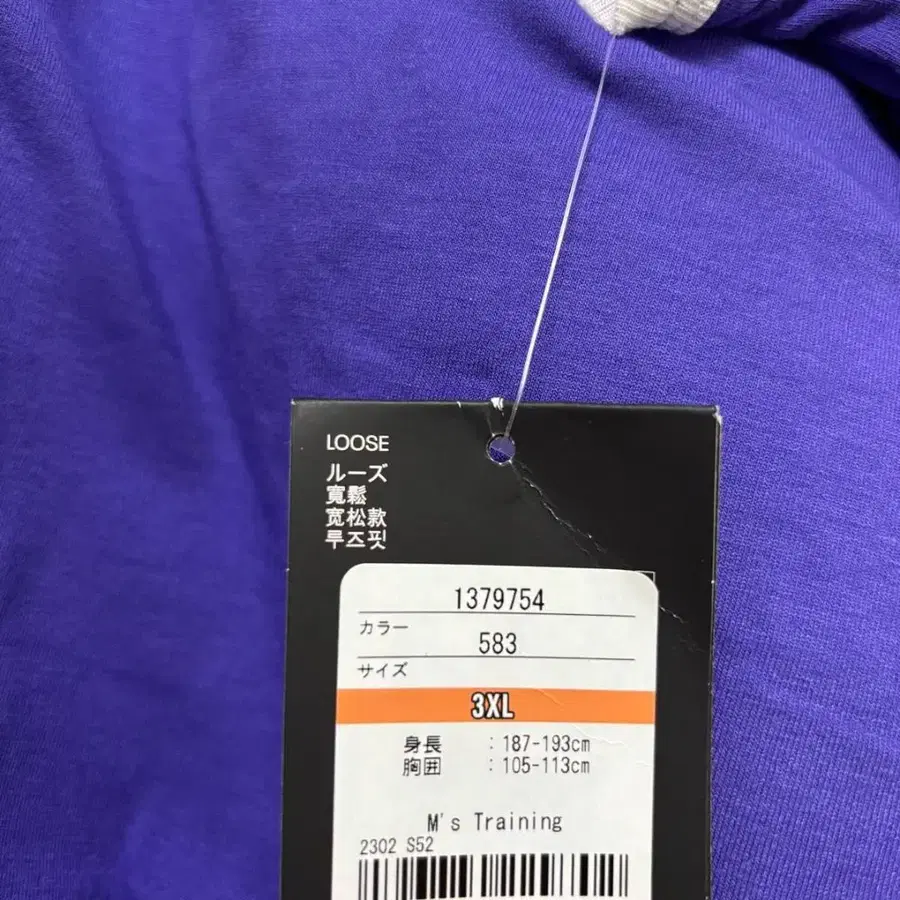 LOOSE
ルーズ
寬鬆
宽松款
루즈핏
1379754
カラー
583
サイズ
3XL
身長 : 187-193cm
胸囲 : 105-113cm
M's Training
2302 S52